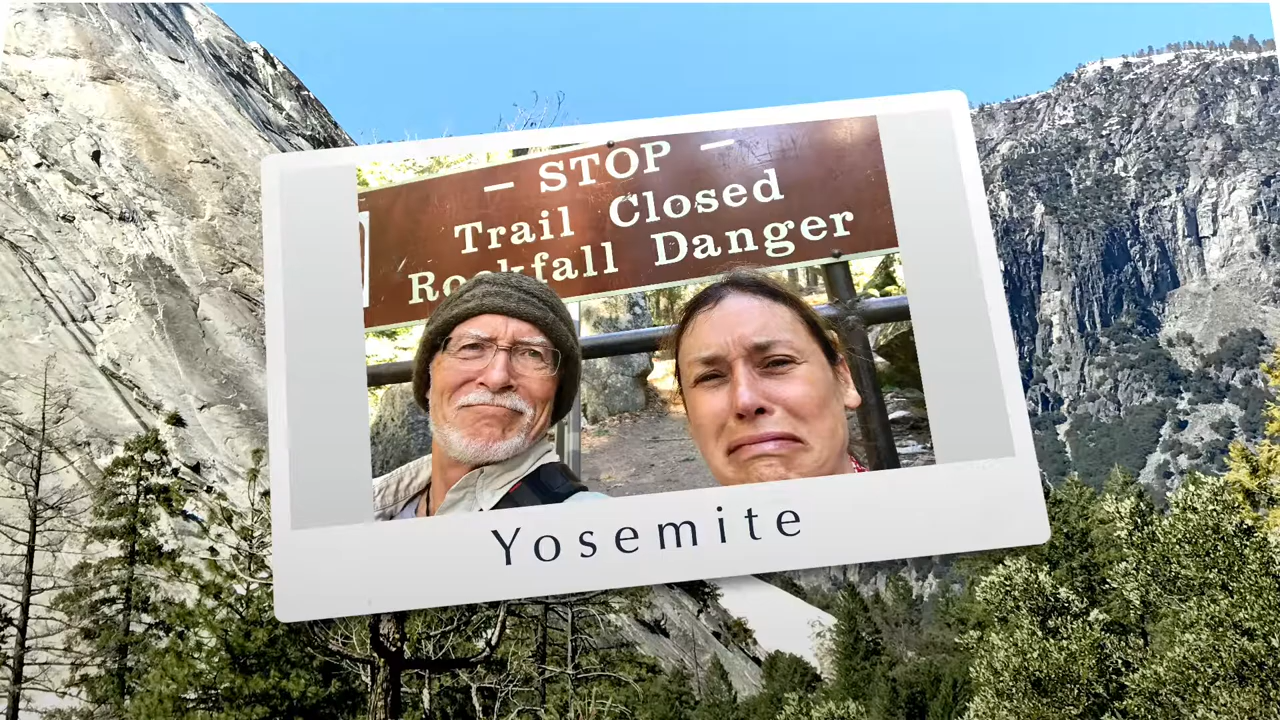 — STOP —
Trail Closed
Rockfall Danger
Yosemite